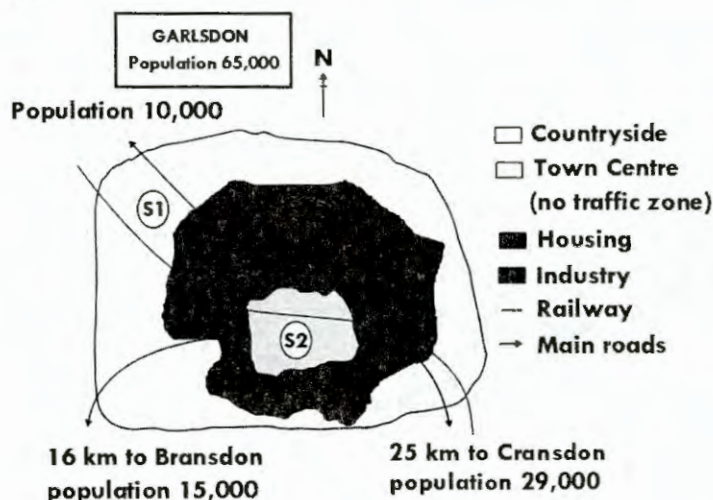 GARLSDON
Population 65,000
N
Population 10,000
S1
Countryside
Town Centre
(no traffic zone)
Housing
Industry
Railway
Main roads
S2
16 km to Bransdon
population 15,000
25 km to Cransdon
population 29,000